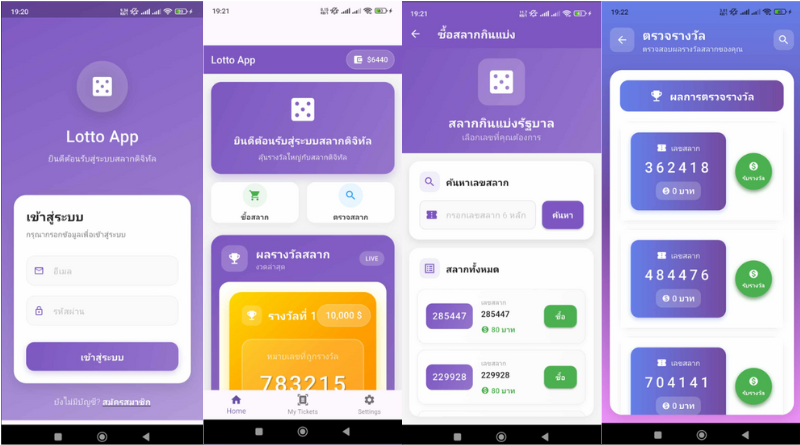 19:20
Lotto App
ยินดีต้อนรับสู่ระบบสลากดิจิทัล
เข้าสู่ระบบ
กรุณากรอกข้อมูลเพื่อเข้าสู่ระบบ
อีเมล
รหัสผ่าน
เข้าสู่ระบบ
ยังไม่มีบัญชี? สมัครสมาชิก
19:21
Lotto App
$6440
ยินดีต้อนรับสู่ระบบสลากดิจิทัล
ลุ้นรางวัลใหญ่กับสลากดิจิทัล
ซื้อสลาก
ตรวจสลาก
ผลรางวัลสลาก
งวดล่าสุด
LIVE
รางวัลที่ 1
10,000 $
หมายเลขที่ถูกรางวัล
783215
Home
My Tickets
Settings
19:21
ซื้อสลากกินแบ่ง
สลากกินแบ่งรัฐบาล
เลือกเลขที่คุณต้องการ
ค้นหาเลขสลาก
กรอกเลขสลาก 6 หลัก
ค้นหา
สลากทั้งหมด
285447
เลขสลาก
285447
80 บาท
ซื้อ
229928
เลขสลาก
229928
80 บาท
ซื้อ
19:22
ตรวจรางวัล
ตรวจสอบผลรางวัลสลากของคุณ
ผลการตรวจรางวัล
เลขสลาก
362418
0 บาท
รับรางวัล
เลขสลาก
484476
0 บาท
รับรางวัล
เลขสลาก
704141
0 บาท
รับรางวัล